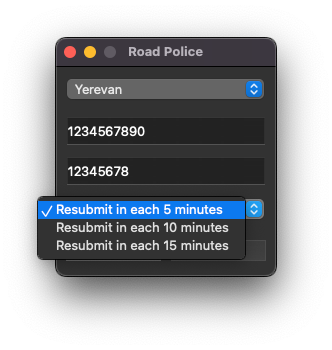 Road Police
Yerevan
1234567890
12345678
Resubmit in each 5 minutes
Resubmit in each 10 minutes
Resubmit in each 15 minutes